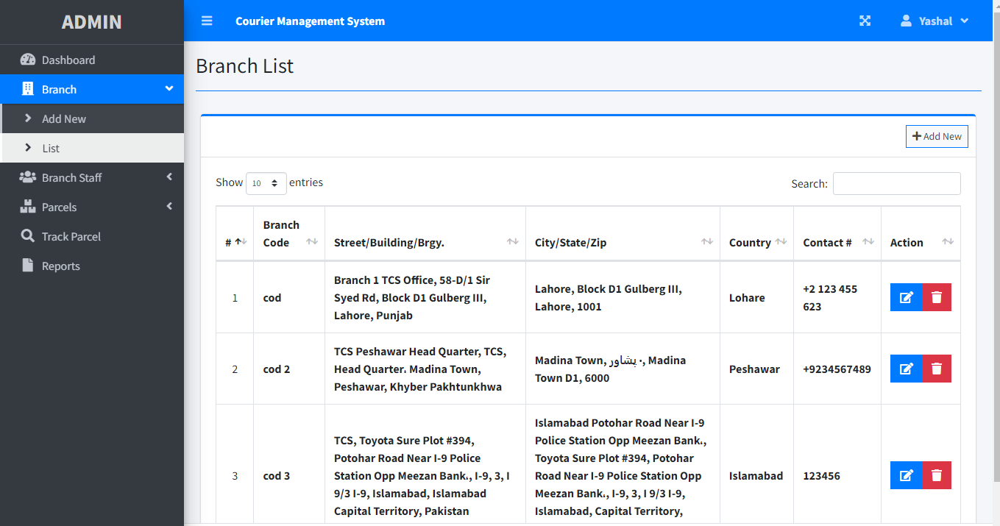 ADMIN
Courier Management System
Yashal
Dashboard
Branch
Add New
List
Branch Staff
Parcels
Track Parcel
Reports
Branch List
Add New
Show 10 entries
Search:
#
Branch
Code
Street/Building/Brgy.
City/State/Zip
Country
Contact #
Action
1
cod
Branch 1 TCS Office, 58-D/1 Sir
Syed Rd, Block D1 Gulberg III,
Lahore, Punjab
Lahore, Block D1 Gulberg III,
Lahore, 1001
Lohare
+2 123 455
623
2
cod 2
TCS Peshawar Head Quarter, TCS,
Head Quarter۔ Madina Town,
Peshawar, Khyber Pakhtunkhwa
Madina Town, پشاور ٠, Madina
Town D1, 6000
Peshawar
+9234567489
3
cod 3
TCS, Toyota Sure Plot #394,
Potohar Road Near I-9 Police
Station Opp Meezan Bank،, I-9, 3, I
9/3 I-9, Islamabad, Islamabad
Capital Territory, Pakistan
Islamabad Potohar Road Near I-9
Police Station Opp Meezan Bank،,
Toyota Sure Plot #394, Potohar
Road Near I-9 Police Station Opp
Meezan Bank،, I-9, 3, I 9/3 I-9,
Islamabad, Capital Territory,
Islamabad
123456